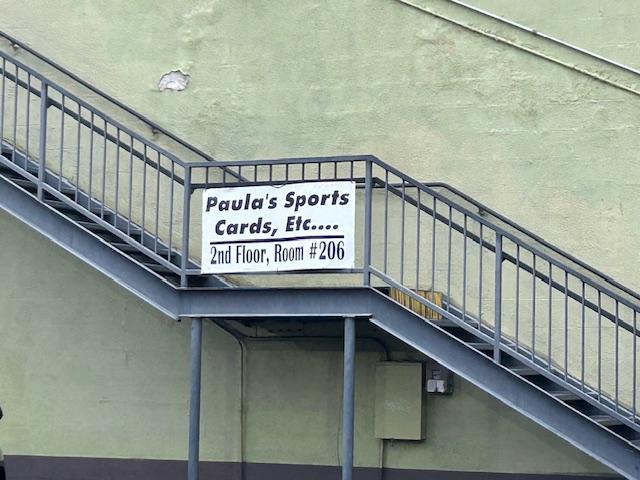 Paula's Sports
Cards, Etc....
2nd Floor, Room #206